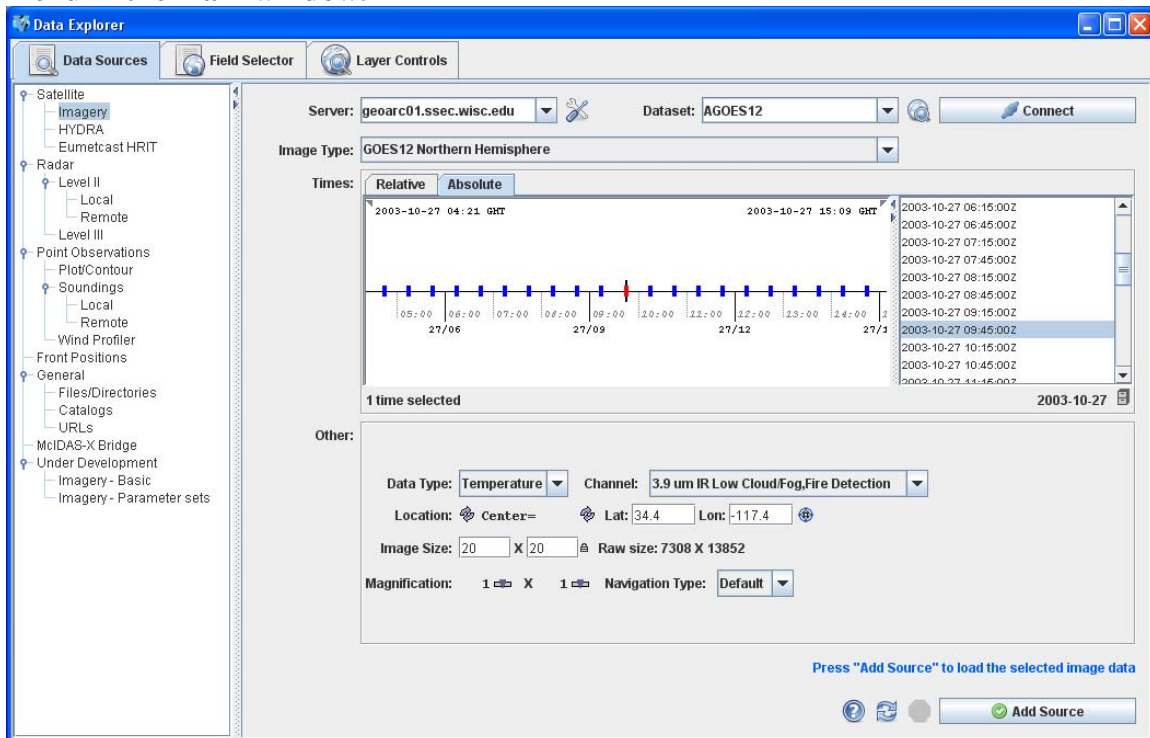 Data Explorer
Data Sources
Field Selector
Layer Controls
Satellite
Imagery
HYDRA
Eumetcast HRIT
Radar
Level II
Local
Remote
Level III
Point Observations
Plot/Contour
Soundings
Local
Remote
Wind Profiler
Front Positions
General
Files/Directories
Catalogs
URLs
McIDAS-X Bridge
Under Development
Imagery - Basic
Imagery - Parameter sets
Server: geoarc01.ssec.wisc.edu Dataset: AGOES12 Connect
Image Type: GOES12 Northern Hemisphere
Times: Relative Absolute
2003-10-27 04:21 GMT 2003-10-27 15:09 GMT
05:00 06:00 07:00 08:00 09:00 10:00 11:00 12:00 13:00 14:00 1
27/06 27/09 27/12 27/1
2003-10-27 06:15:00Z
2003-10-27 06:45:00Z
2003-10-27 07:15:00Z
2003-10-27 07:45:00Z
2003-10-27 08:15:00Z
2003-10-27 08:45:00Z
2003-10-27 09:15:00Z
2003-10-27 09:45:00Z
2003-10-27 10:15:00Z
2003-10-27 10:45:00Z
2003-10-27 11:15:00Z
1 time selected 2003-10-27
Other:
Data Type: Temperature Channel: 3.9 um IR Low Cloud/Fog,Fire Detection
Location: Center= Lat: 34.4 Lon: -117.4
Image Size: 20 X 20 Raw size: 7308 X 13852
Magnification: 1 X 1 Navigation Type: Default
Press "Add Source" to load the selected image data
Add Source